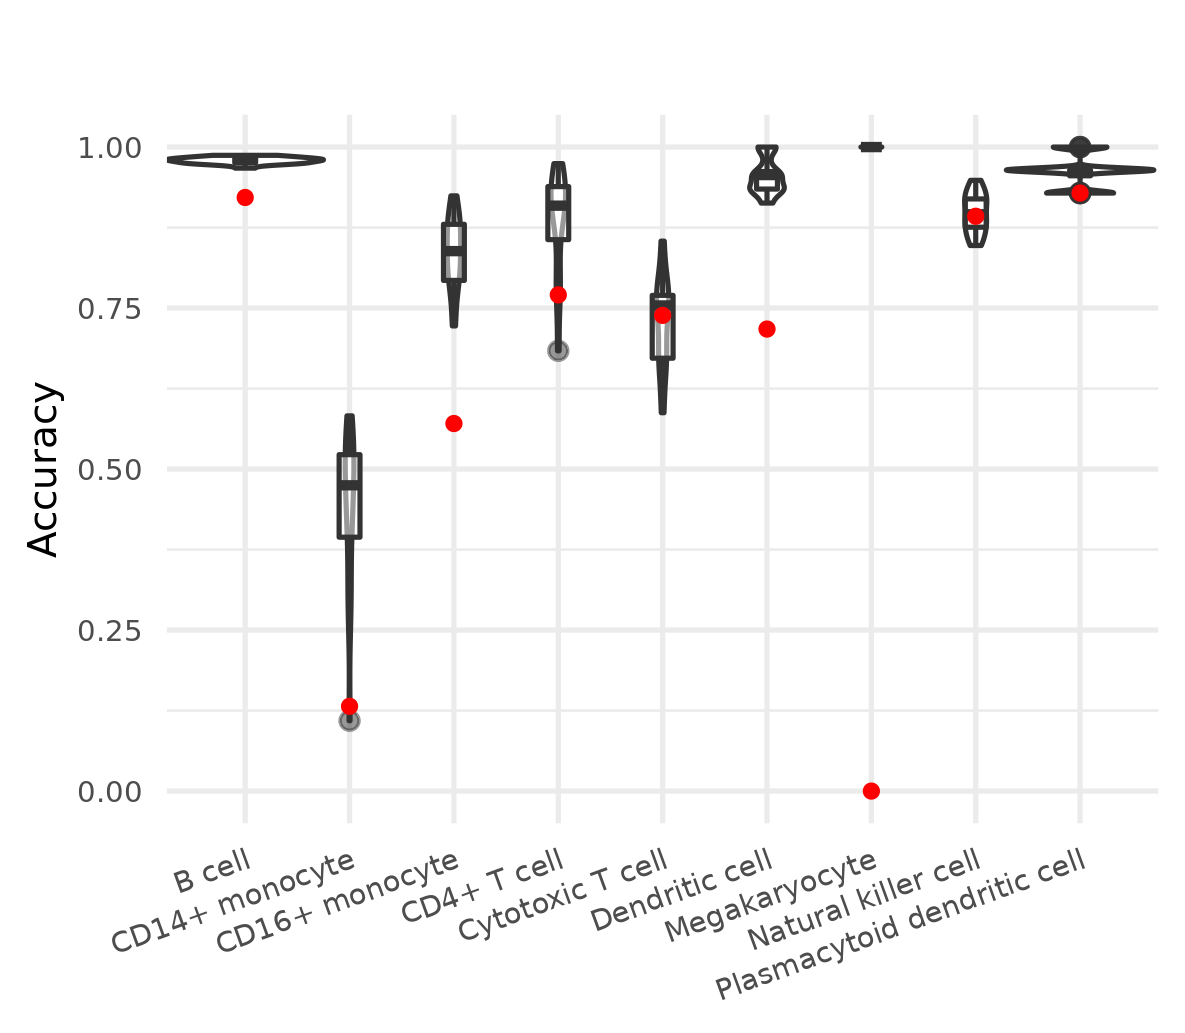 Accuracy
1.00
0.75
0.50
0.25
0.00
B cell
CD14+ monocyte
CD16+ monocyte
CD4+ T cell
Cytotoxic T cell
Dendritic cell
Megakaryocyte
Natural killer cell
Plasmacytoid dendritic cell